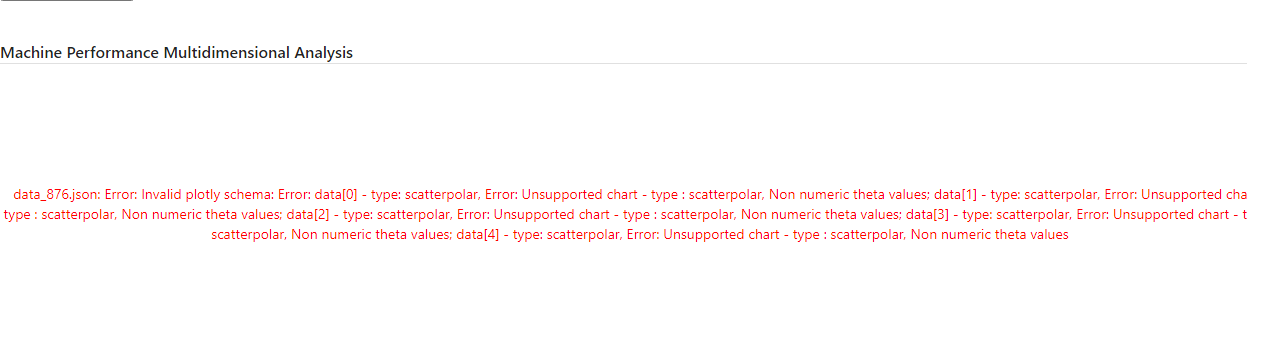 Machine Performance Multidimensional Analysis
data_876.json: Error: Invalid plotly schema: Error: data[0] - type: scatterpolar, Error: Unsupported chart - type : scatterpolar, Non numeric theta values; data[1] - type: scatterpolar, Error: Unsupported cha
type : scatterpolar, Non numeric theta values; data[2] - type: scatterpolar, Error: Unsupported chart - type : scatterpolar, Non numeric theta values; data[3] - type: scatterpolar, Error: Unsupported chart - t
scatterpolar, Non numeric theta values; data[4] - type: scatterpolar, Error: Unsupported chart - type : scatterpolar, Non numeric theta values